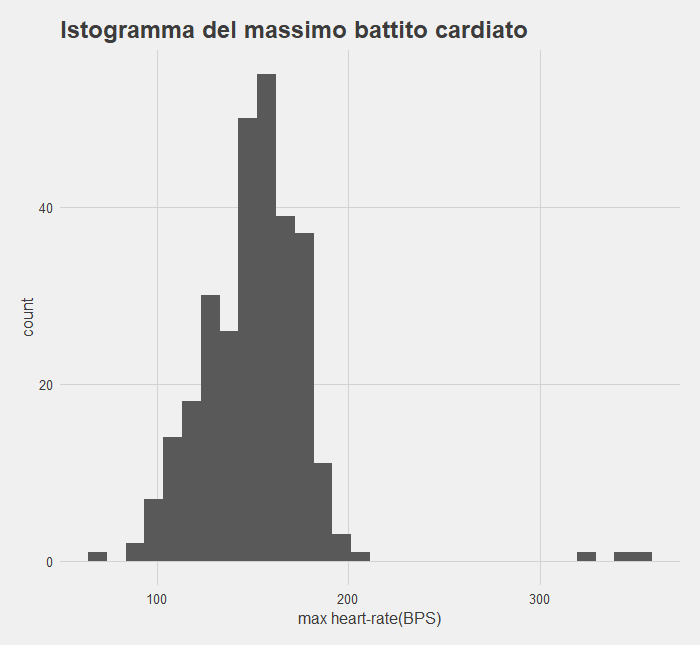 Istogramma del massimo battito cardiato
40
20
0
count
100 200 300
max heart-rate(BPS)